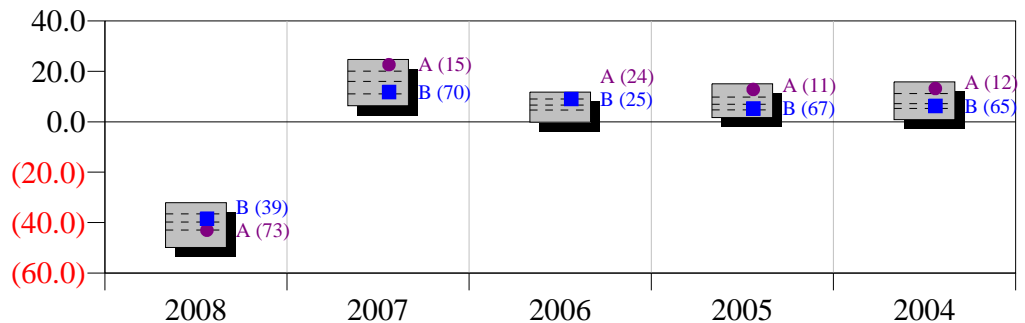 40.0
20.0
0.0
(20.0)
(40.0)
(60.0)
A (15)
B (70)
A (24)
B (25)
A (11)
B (67)
A (12)
B (65)
B (39)
A (73)
2008 2007 2006 2005 2004